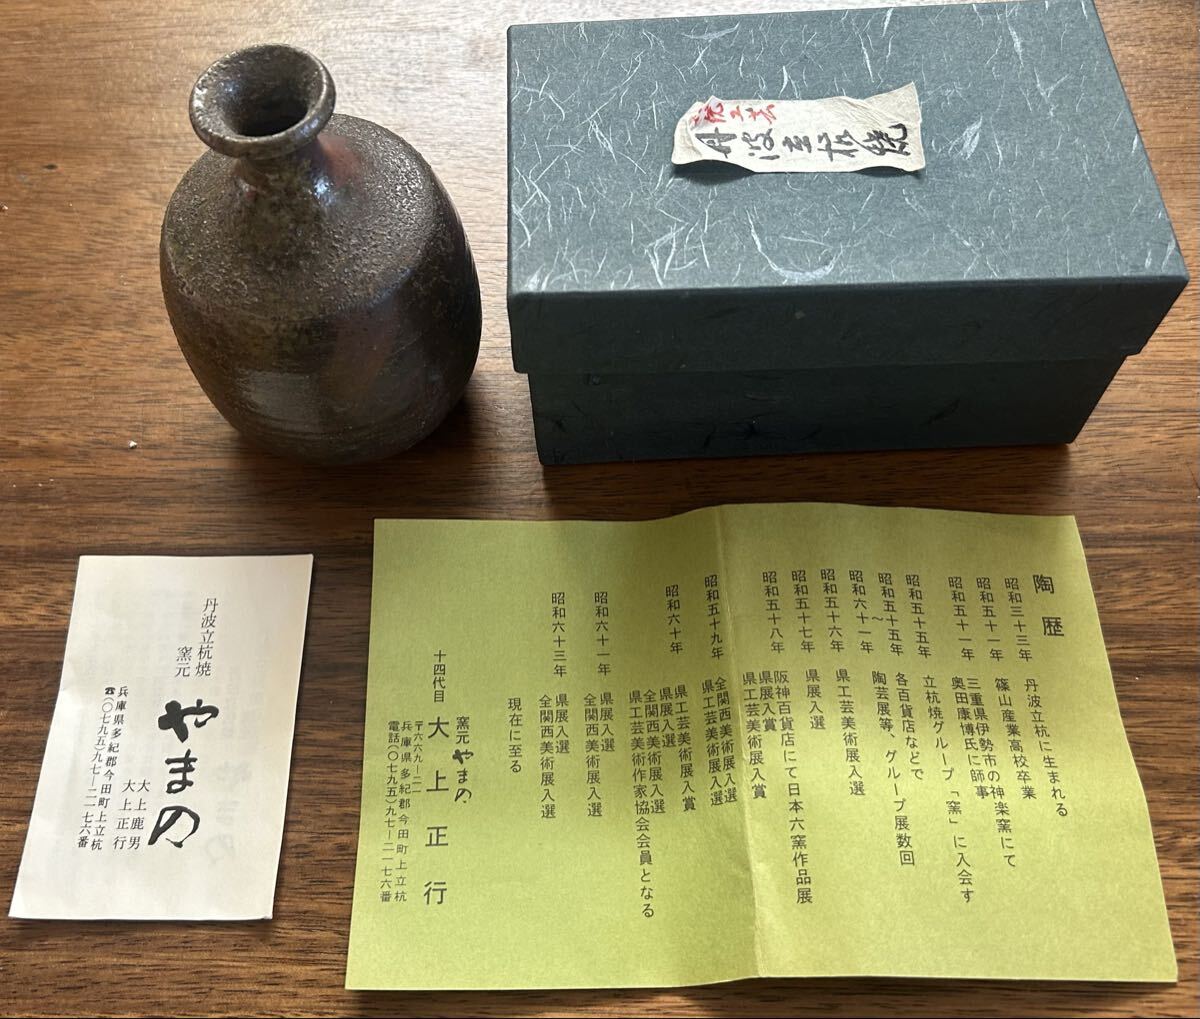 伝工芸
丹波立杭焼
陶歴
昭和三十三年 丹波立杭に生まれる
昭和五十一年 篠山産業高校卒業
昭和五十一年 三重県伊勢市の神楽窯にて
奥田康博氏に師事
昭和五十五年 立杭焼グループ「窯」に入会す
昭和五十五年 各百貨店などで
〜
昭和六十一年 陶芸展等、グループ展数回
昭和五十六年 県工芸美術展入選
昭和五十七年 県展入選
昭和五十八年 阪神百貨店にて日本六窯作品展
県展入賞
県工芸美術展入賞
昭和五十九年 全関西美術展入選
県工芸美術展入選
昭和六十年 県工芸美術展入賞
県展入選
全関西美術展入選
県工芸美術作家協会会員となる
昭和六十一年 県展入選
全関西美術展入選
昭和六十三年 県展入選
全関西美術展入選
現在に至る
窯元 やまの
十四代目 大上正行
〒六六九ー二一
兵庫県多紀郡今田町上立杭
電話(〇七九五)九七ー二一七六番
丹波立杭焼
窯元
やまの
大上鹿男
大上正行
兵庫県多紀郡今田町上立杭
☎(〇七九五)九七ー二一七六番